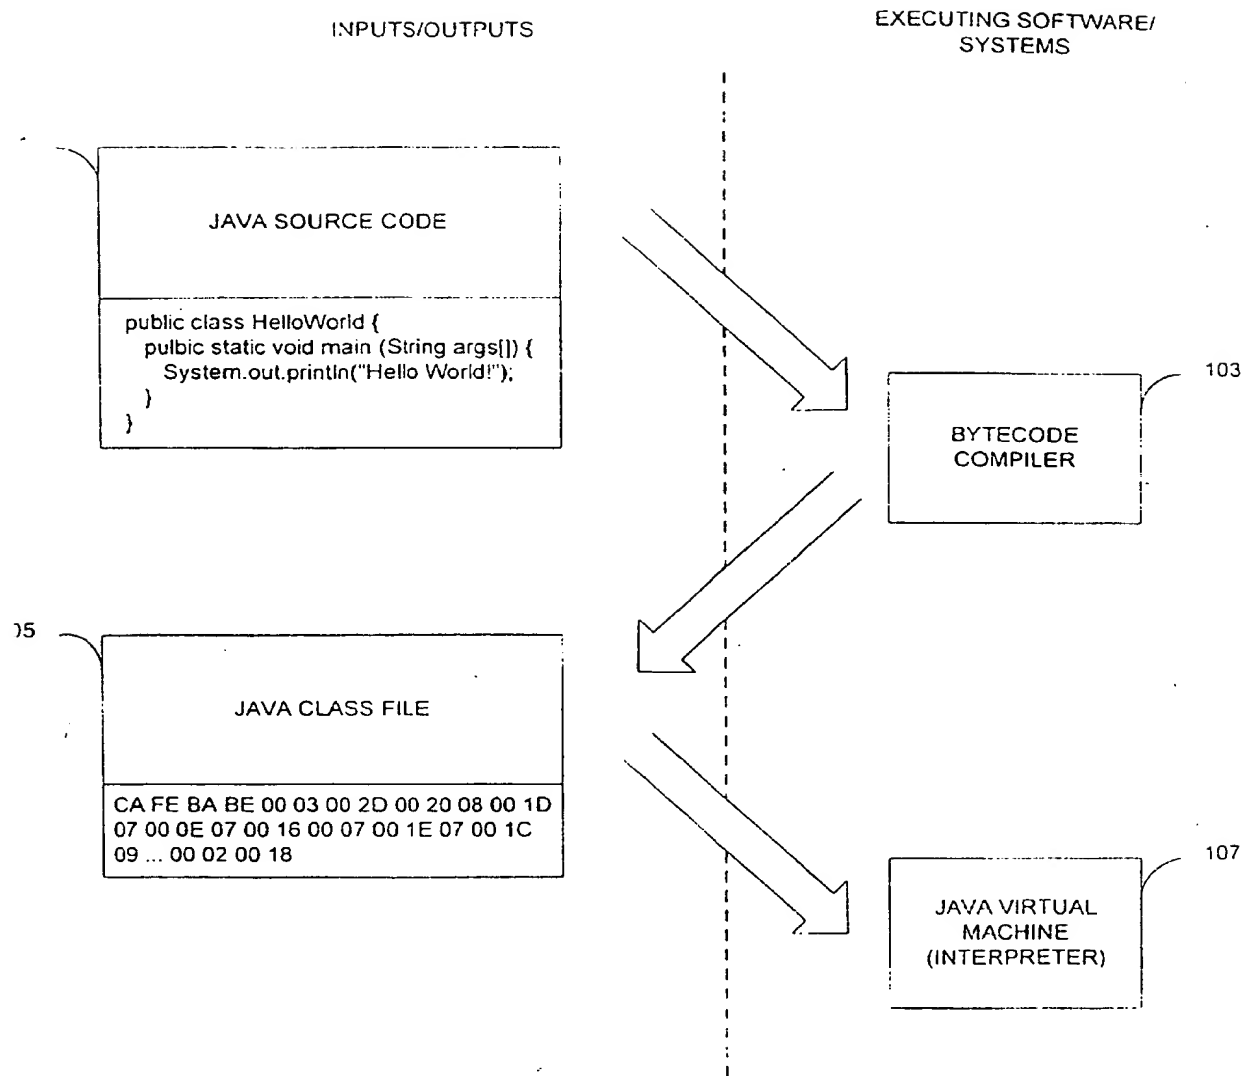 INPUTS/OUTPUTS
EXECUTING SOFTWARE/
SYSTEMS
JAVA SOURCE CODE
public class HelloWorld {
pulbic static void main (String args[]) {
System.out.println("Hello World!");
}
}
103
BYTECODE
COMPILER
05
JAVA CLASS FILE
CA FE BA BE 00 03 00 2D 00 20 08 00 1D
07 00 0E 07 00 16 00 07 00 1E 07 00 1C
09 ... 00 02 00 18
107
JAVA VIRTUAL
MACHINE
(INTERPRETER)